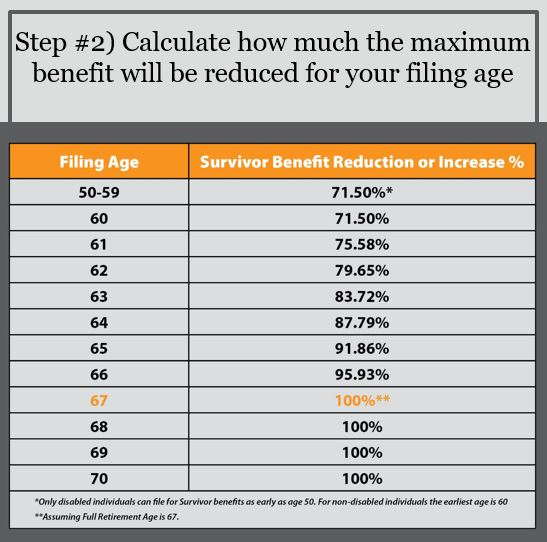 Step #2) Calculate how much the maximum
benefit will be reduced for your filing age
Filing Age Survivor Benefit Reduction or Increase %
50-59 71.50%*
60 71.50%
61 75.58%
62 79.65%
63 83.72%
64 87.79%
65 91.86%
66 95.93%
67 100%**
68 100%
69 100%
70 100%
*Only disabled individuals can file for Survivor benefits as early as age 50. For non-disabled individuals the earliest age is 60
**Assuming Full Retirement Age is 67.